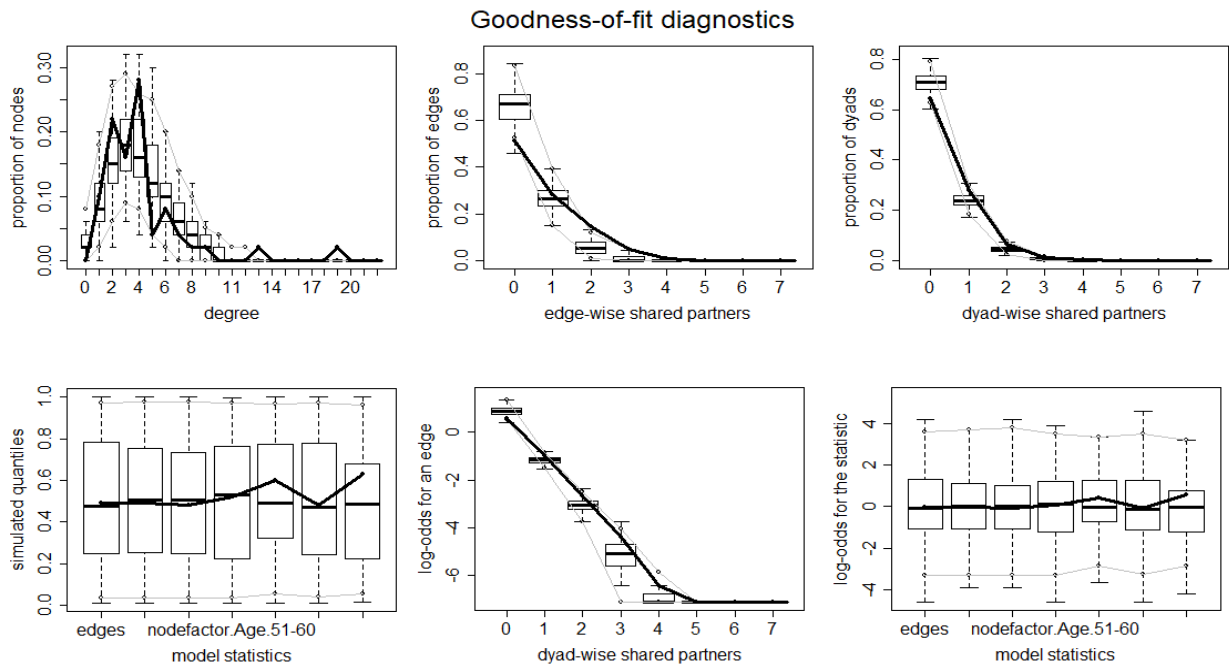 Goodness-of-fit diagnostics
proportion of nodes
0.00 0.10 0.20 0.30
0 2 4 6 8 11 14 17 20
degree
proportion of edges
0.0 0.2 0.4 0.6 0.8
0 1 2 3 4 5 6 7
edge-wise shared partners
proportion of dyads
0.0 0.2 0.4 0.6 0.8
0 1 2 3 4 5 6 7
dyad-wise shared partners
simulated quantiles
0.0 0.2 0.4 0.6 0.8 1.0
edges nodefactor.Age.51-60
model statistics
log-odds for an edge
-6 -4 -2 0
0 1 2 3 4 5 6 7
dyad-wise shared partners
log-odds for the statistic
-4 -2 0 2 4
edges nodefactor.Age.51-60
model statistics